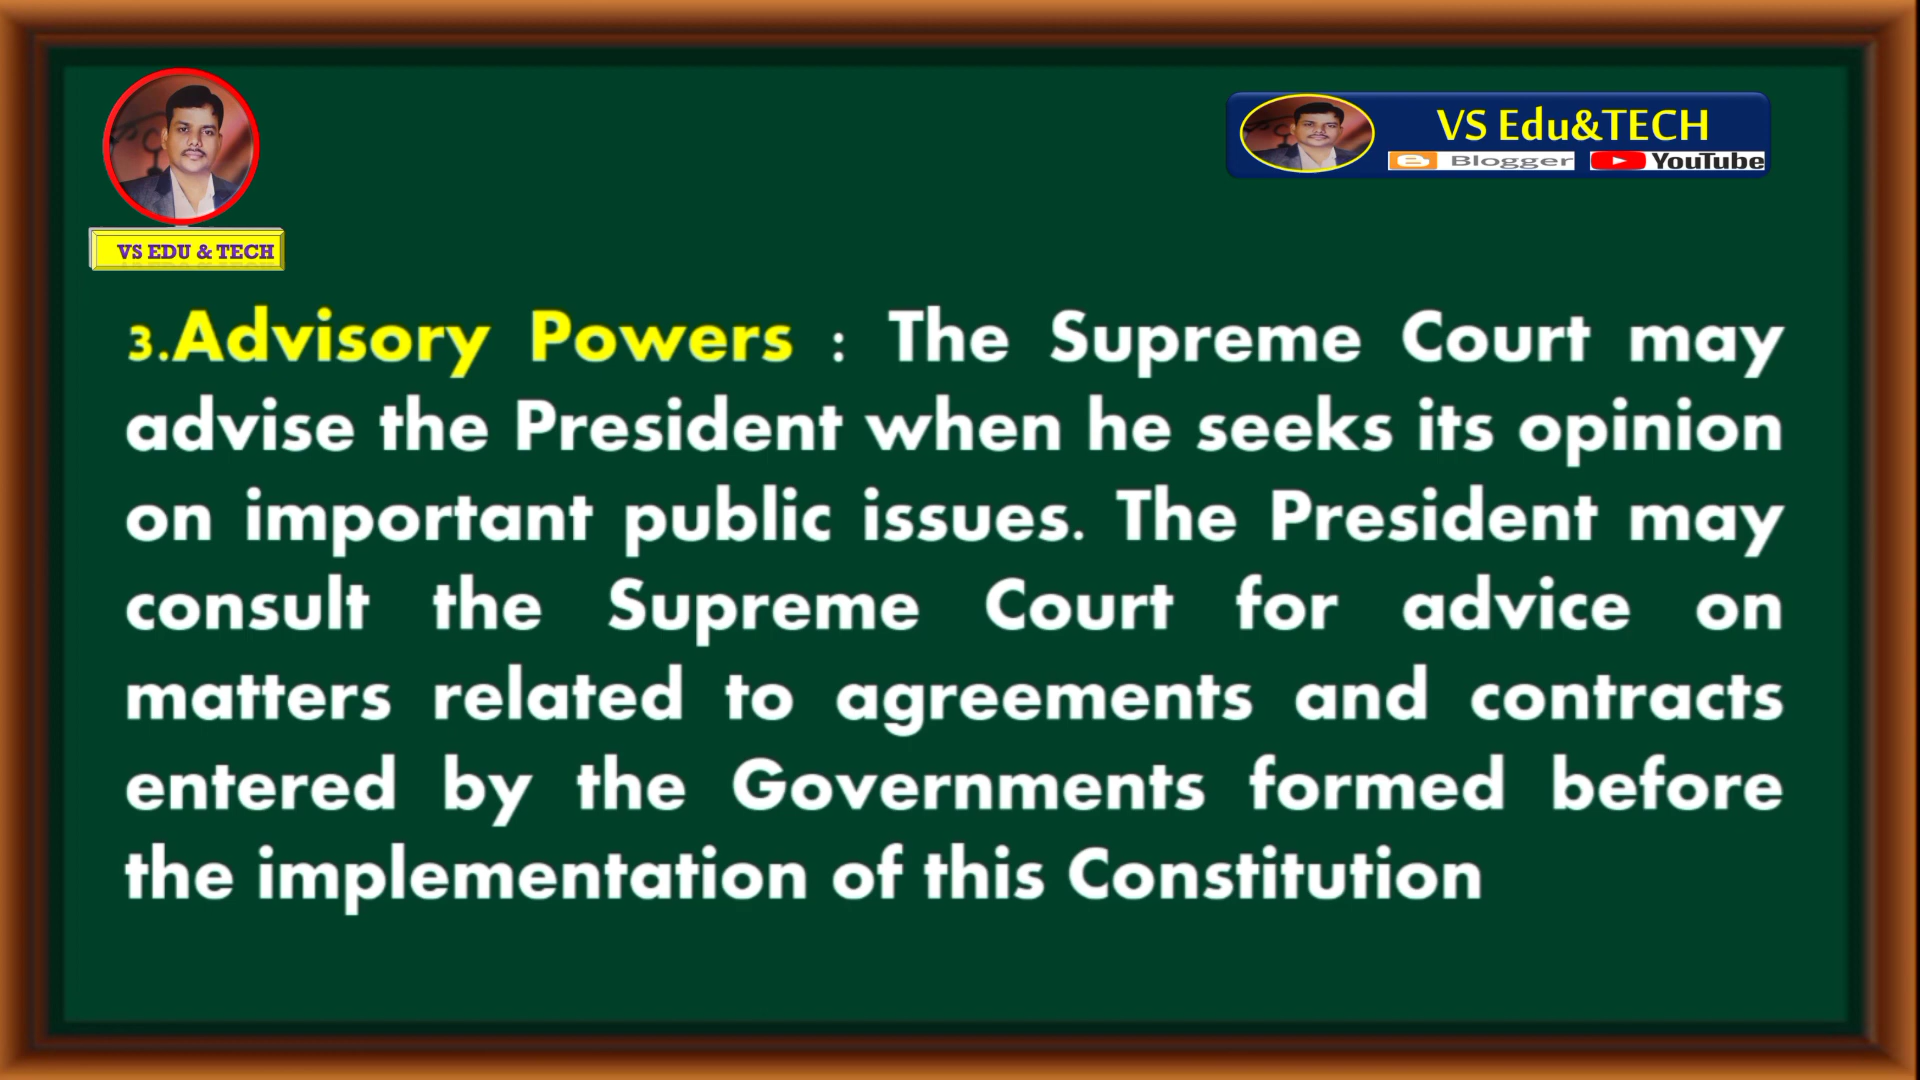 VS EDU & TECH
VS Edu&TECH
Blogger YouTube
3.Advisory Powers : The Supreme Court may
advise the President when he seeks its opinion
on important public issues. The President may
consult the Supreme Court for advice on
matters related to agreements and contracts
entered by the Governments formed before
the implementation of this Constitution